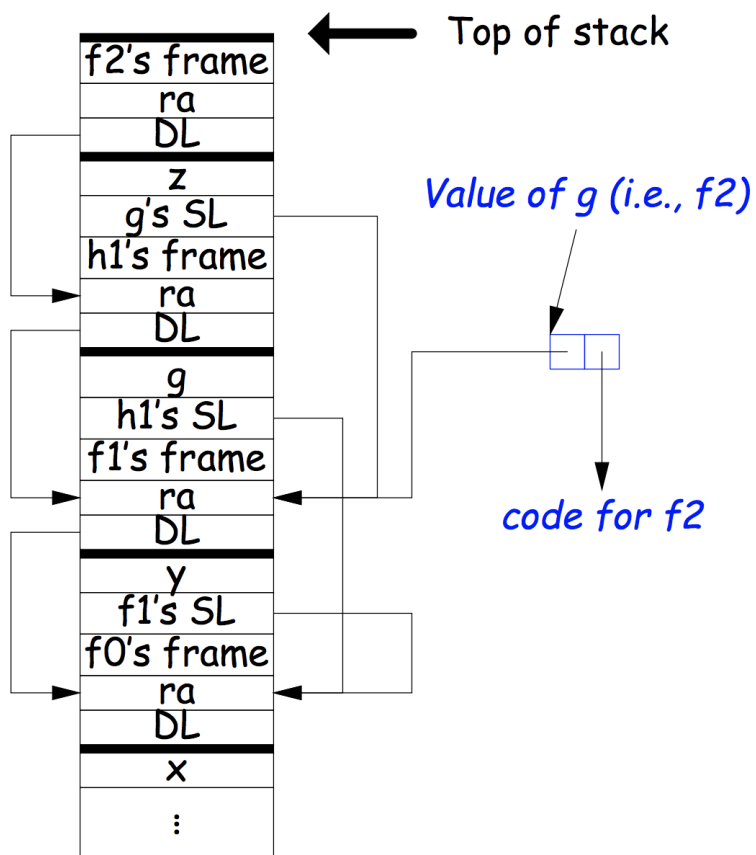 Top of stack
f2's frame
ra
DL
z
g's SL
h1's frame
ra
DL
g
h1's SL
f1's frame
ra
DL
y
f1's SL
f0's frame
ra
DL
x
...
Value of g (i.e., f2)
code for f2